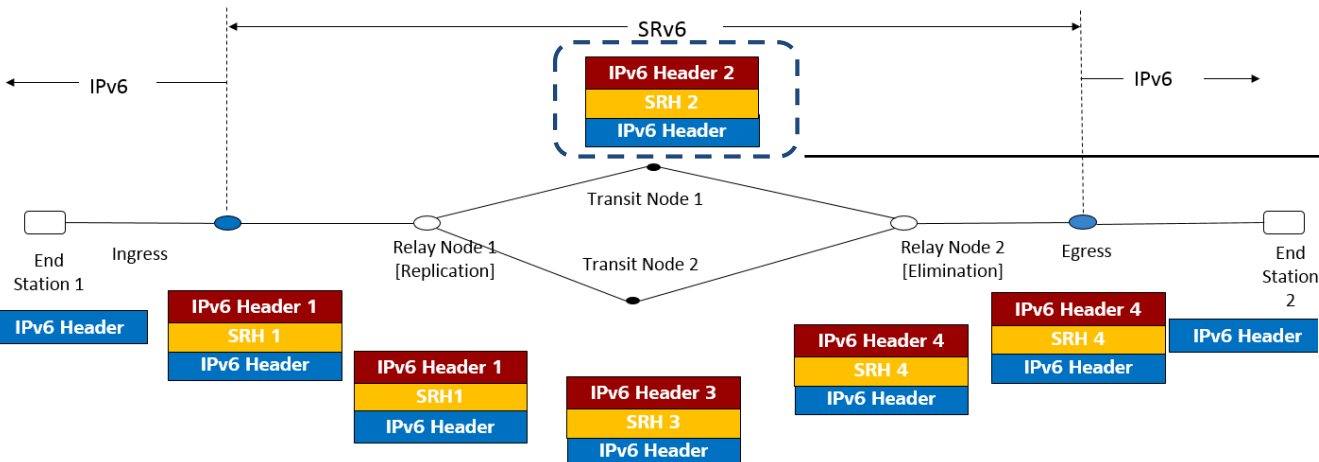 SRv6
IPv6
IPv6
IPv6 Header 2
SRH 2
IPv6 Header
Transit Node 1
Ingress
Relay Node 1
[Replication]
Transit Node 2
Relay Node 2
[Elimination]
Egress
End
Station 1
End
Station
2
IPv6 Header
IPv6 Header 1
SRH 1
IPv6 Header
IPv6 Header 1
SRH1
IPv6 Header
IPv6 Header 3
SRH 3
IPv6 Header
IPv6 Header 4
SRH 4
IPv6 Header
IPv6 Header 4
SRH 4
IPv6 Header
IPv6 Header